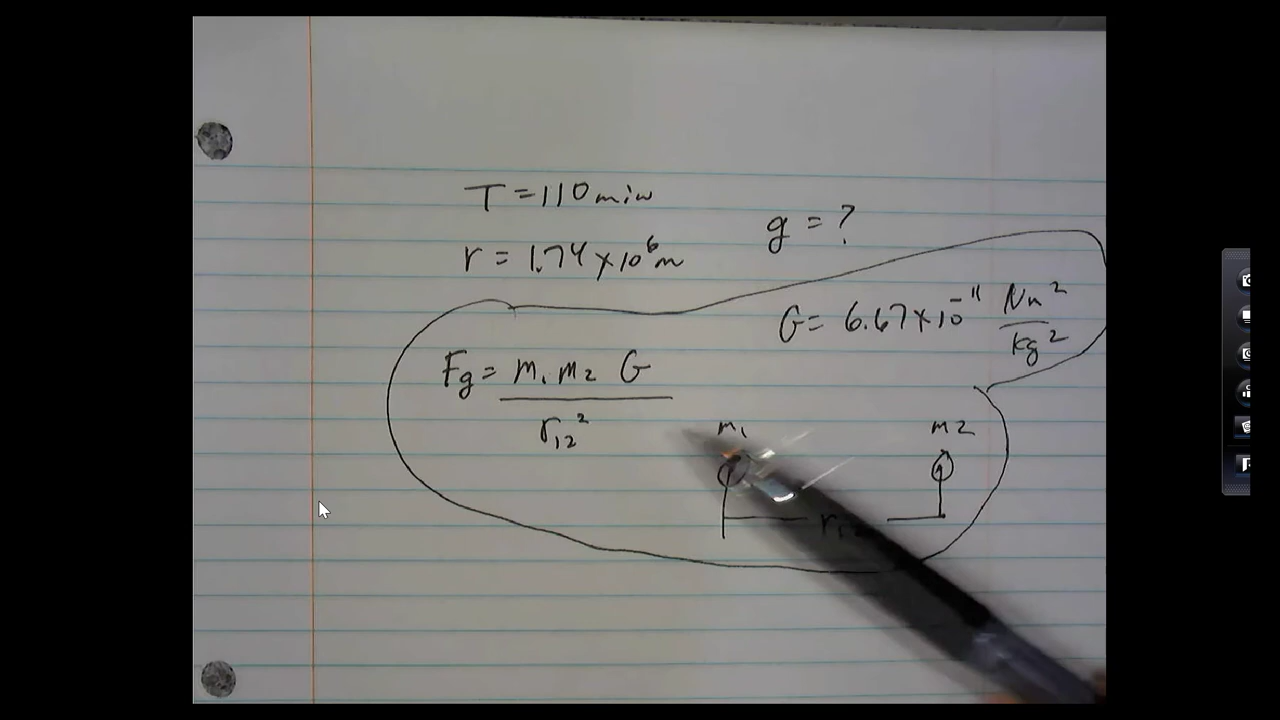 T = 110 min
r = 1.74 x 10^6 m
g = ?
G = 6.67 x 10^-11 Nm^2 / kg^2
Fg = m1 m2 G / r12^2
m1
m2